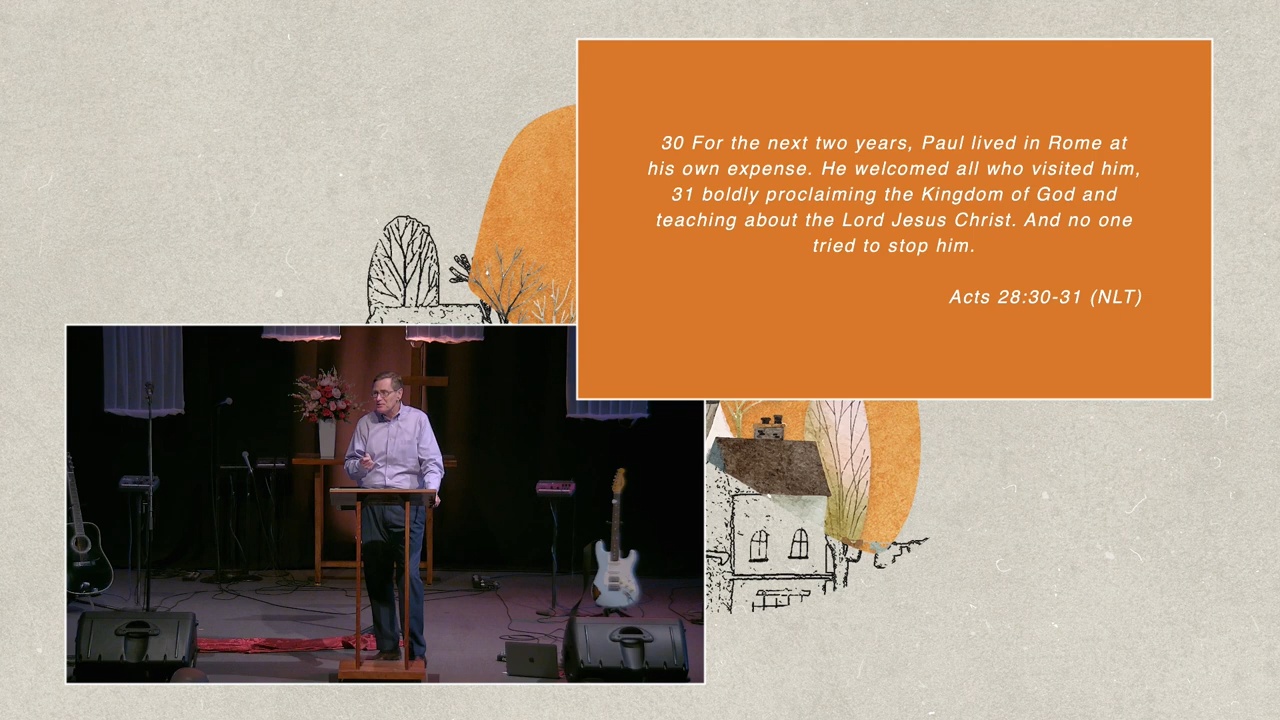 30 For the next two years, Paul lived in Rome at
his own expense. He welcomed all who visited him,
31 boldly proclaiming the Kingdom of God and
teaching about the Lord Jesus Christ. And no one
tried to stop him.
Acts 28:30-31 (NLT)